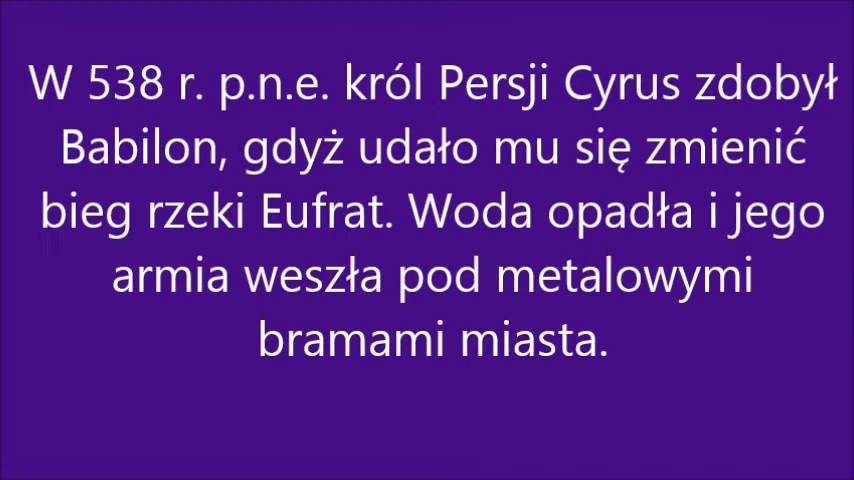 W 538 r. p.n.e. król Persji Cyrus zdobył
Babilon, gdyż udało mu się zmienić
bieg rzeki Eufrat. Woda opadła i jego
armia weszła pod metalowymi
bramami miasta.